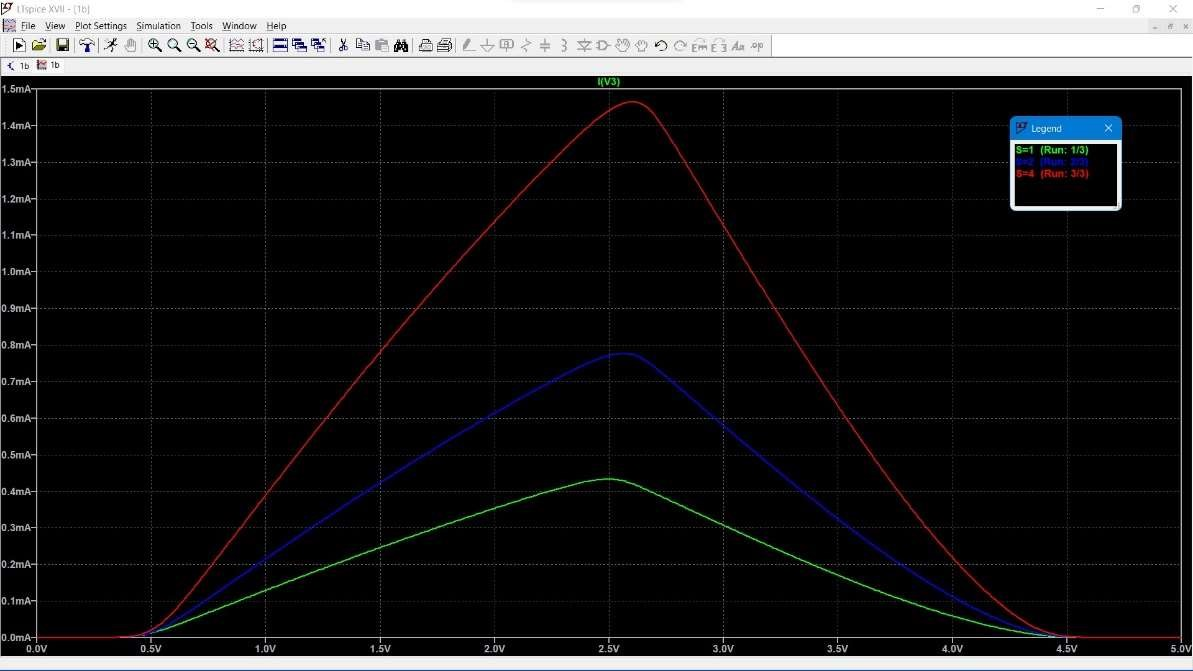 LTspice XVII - [1b]
File View Plot Settings Simulation Tools Window Help
1b 1b
I(V3)
1.5mA
1.4mA
1.3mA
1.2mA
1.1mA
1.0mA
0.9mA
0.8mA
0.7mA
0.6mA
0.5mA
0.4mA
0.3mA
0.2mA
0.1mA
0.0mA
0.0V 0.5V 1.0V 1.5V 2.0V 2.5V 3.0V 3.5V 4.0V 4.5V 5.0V
Legend
S=1 (Run: 1/3)
S=2 (Run: 2/3)
S=4 (Run: 3/3)